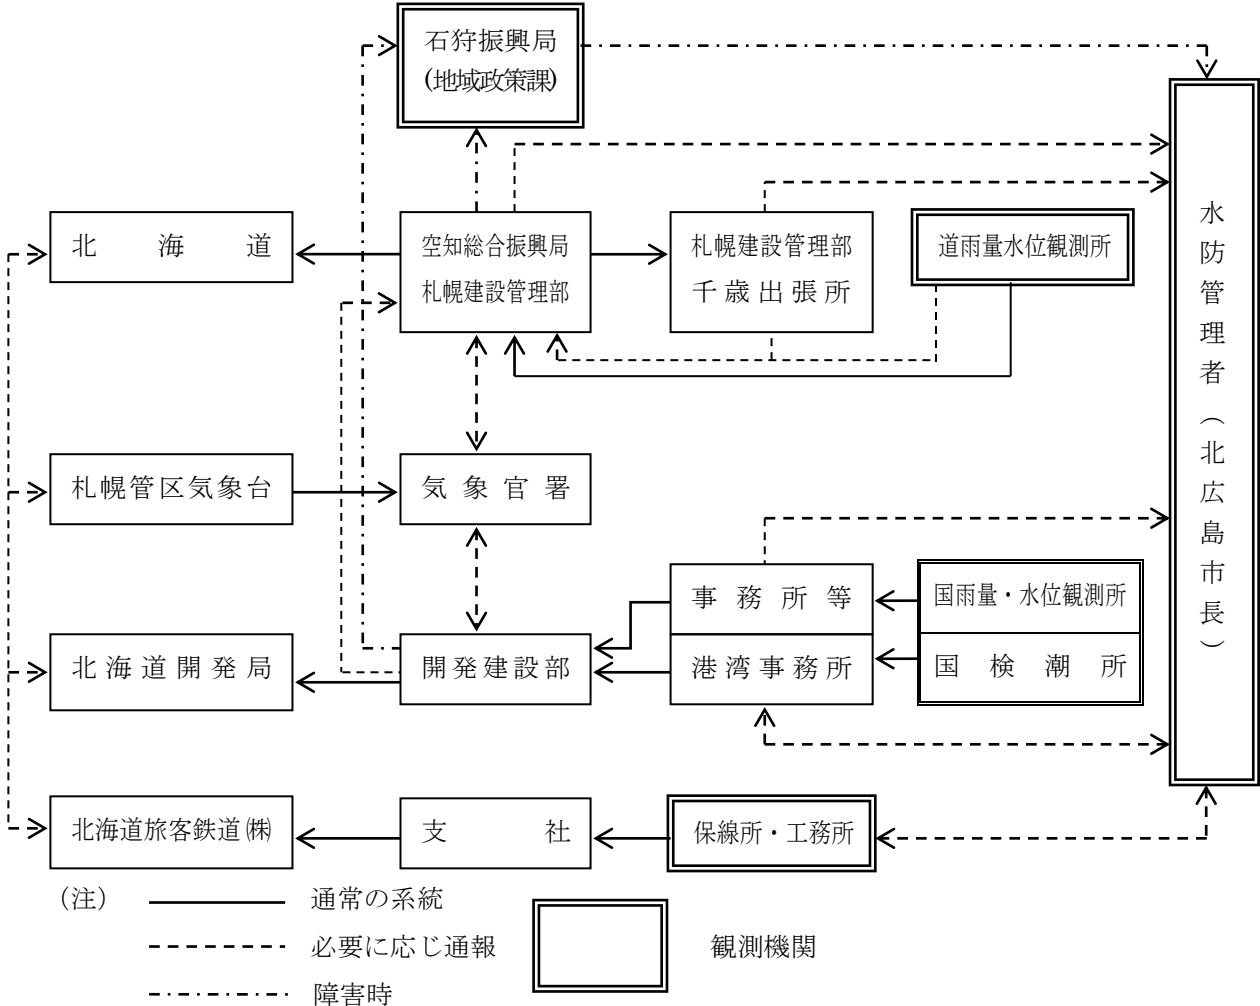 石狩振興局
(地域政策課)
北海道
空知総合振興局
札幌建設管理部
札幌建設管理部
千歳出張所
道雨量水位観測所
水防管理者（北広島市長）
札幌管区気象台
気象官署
事務所等
国雨量・水位観測所
北海道開発局
開発建設部
港湾事務所
国検潮所
北海道旅客鉄道㈱
支社
保線所・工務所
（注）
通常の系統
必要に応じ通報
観測機関
障害時